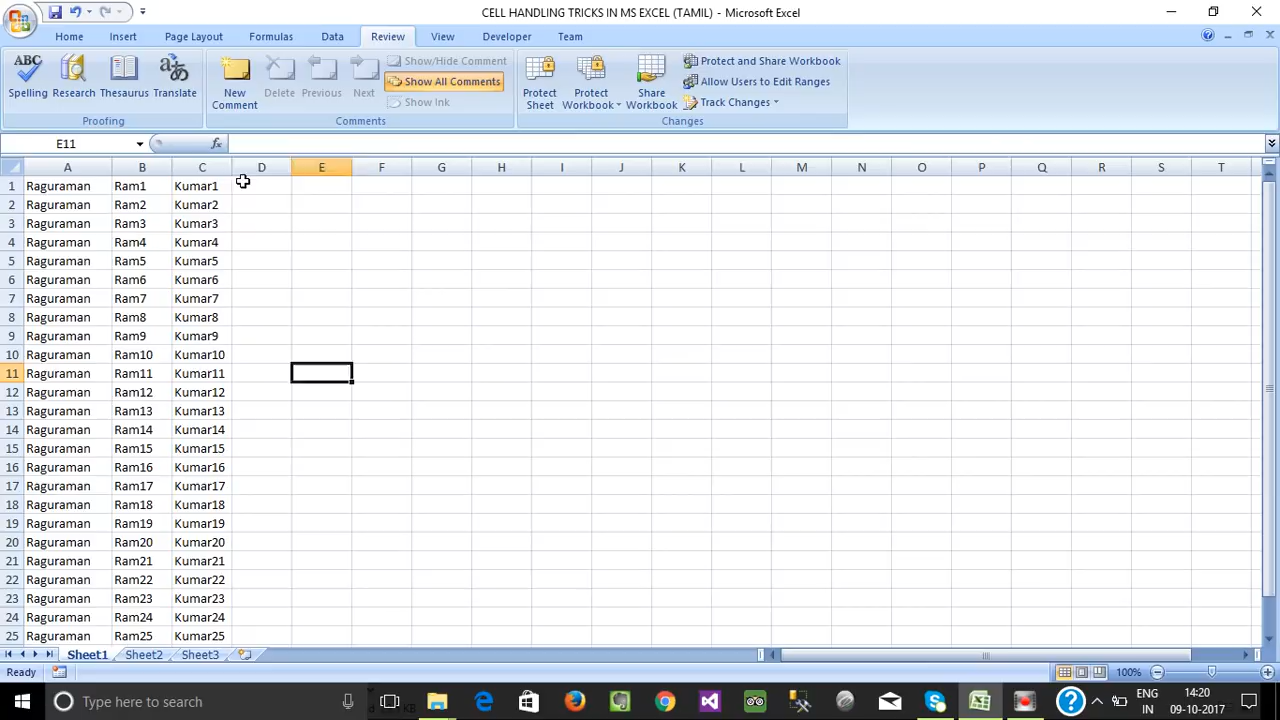 CELL HANDLING TRICKS IN MS EXCEL (TAMIL) - Microsoft Excel
Home Insert Page Layout Formulas Data Review View Developer Team
ABC Spelling Research Thesaurus Translate
Proofing
New Comment Delete Previous Next
Show/Hide Comment
Show All Comments
Show Ink
Comments
Protect Sheet Protect Workbook Share Workbook
Protect and Share Workbook
Allow Users to Edit Ranges
Track Changes
Changes
E11 fx
A B C D E F G H I J K L M N O P Q R S T
1 Raguraman Ram1 Kumar1
2 Raguraman Ram2 Kumar2
3 Raguraman Ram3 Kumar3
4 Raguraman Ram4 Kumar4
5 Raguraman Ram5 Kumar5
6 Raguraman Ram6 Kumar6
7 Raguraman Ram7 Kumar7
8 Raguraman Ram8 Kumar8
9 Raguraman Ram9 Kumar9
10 Raguraman Ram10 Kumar10
11 Raguraman Ram11 Kumar11
12 Raguraman Ram12 Kumar12
13 Raguraman Ram13 Kumar13
14 Raguraman Ram14 Kumar14
15 Raguraman Ram15 Kumar15
16 Raguraman Ram16 Kumar16
17 Raguraman Ram17 Kumar17
18 Raguraman Ram18 Kumar18
19 Raguraman Ram19 Kumar19
20 Raguraman Ram20 Kumar20
21 Raguraman Ram21 Kumar21
22 Raguraman Ram22 Kumar22
23 Raguraman Ram23 Kumar23
24 Raguraman Ram24 Kumar24
25 Raguraman Ram25 Kumar25
Sheet1 Sheet2 Sheet3
Ready 100%
Type here to search
ENG IN
14:20
09-10-2017